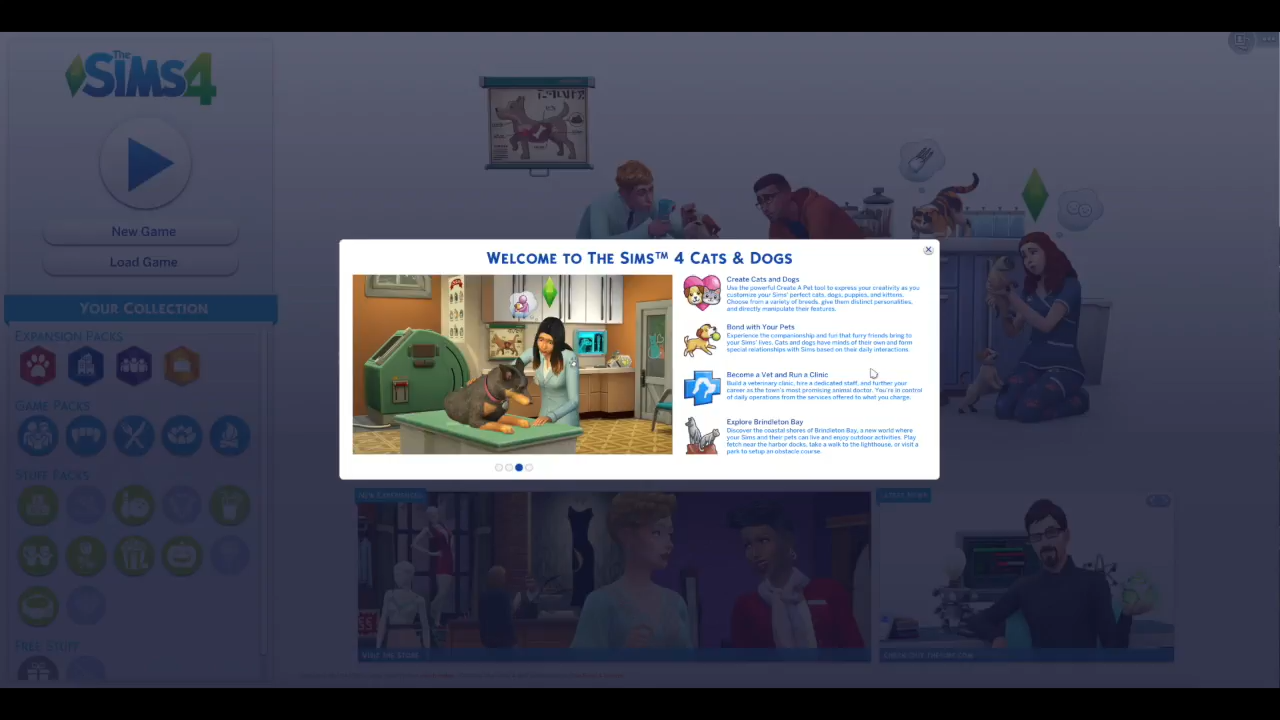 THE SIMS 4
New Game
Load Game
YOUR COLLECTION
EXPANSION PACKS
GAME PACKS
STUFF PACKS
FREE STUFF
WELCOME TO THE SIMS™ 4 CATS & DOGS
Create Cats and Dogs
Use the powerful Create A Pet tool to express your creativity as you
customize your Sims' perfect cats, dogs, puppies, and kittens.
Choose from a variety of breeds, give them distinct personalities,
and directly manipulate their features.
Bond with Your Pets
Experience the companionship and fun that furry friends bring to
your Sims' lives. Cats and dogs have minds of their own and form
special relationships with Sims based on their daily interactions.
Become a Vet and Run a Clinic
Build a veterinary clinic, hire a dedicated staff, and further your
career as the town's most promising animal doctor. You're in control
of daily operations from the services offered to what you charge.
Explore Brindleton Bay
Discover the coastal shores of Brindleton Bay, a new world where
your Sims and their pets can live and enjoy outdoor activities. Play
fetch near the harbor docks, take a walk to the lighthouse, or visit a
park to setup an obstacle course.